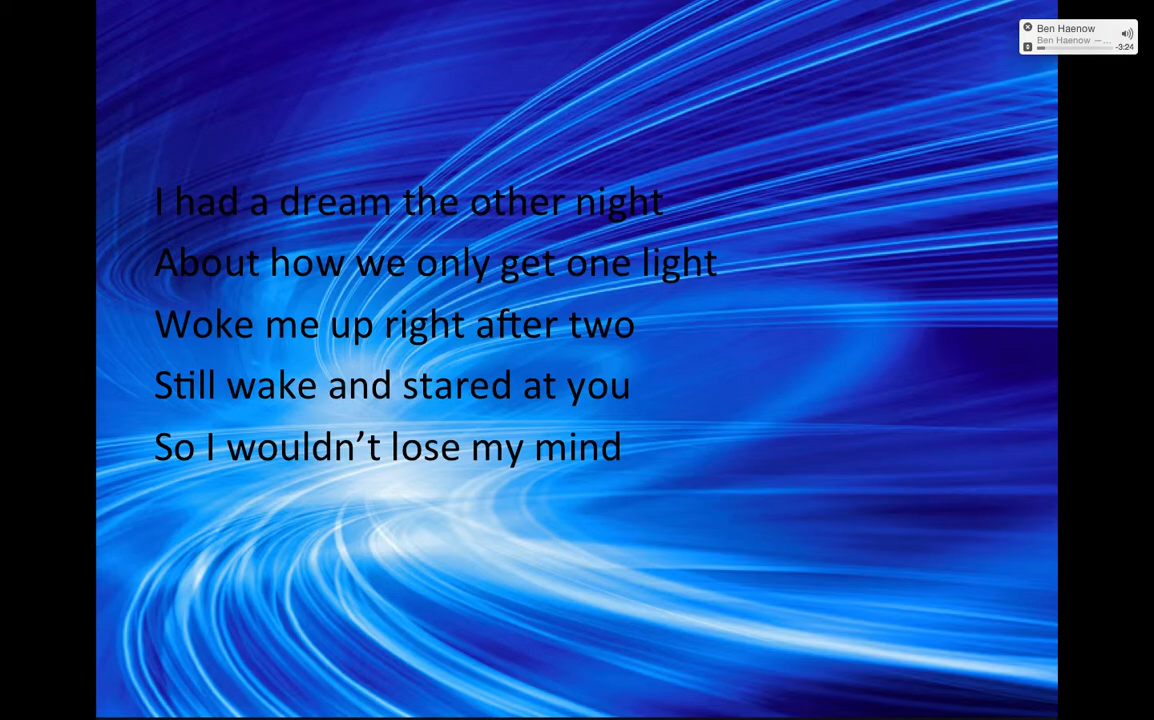 Ben Haenow
Ben Haenow — ...
-3:24
I had a dream the other night
About how we only get one light
Woke me up right after two
Still wake and stared at you
So I wouldn’t lose my mind